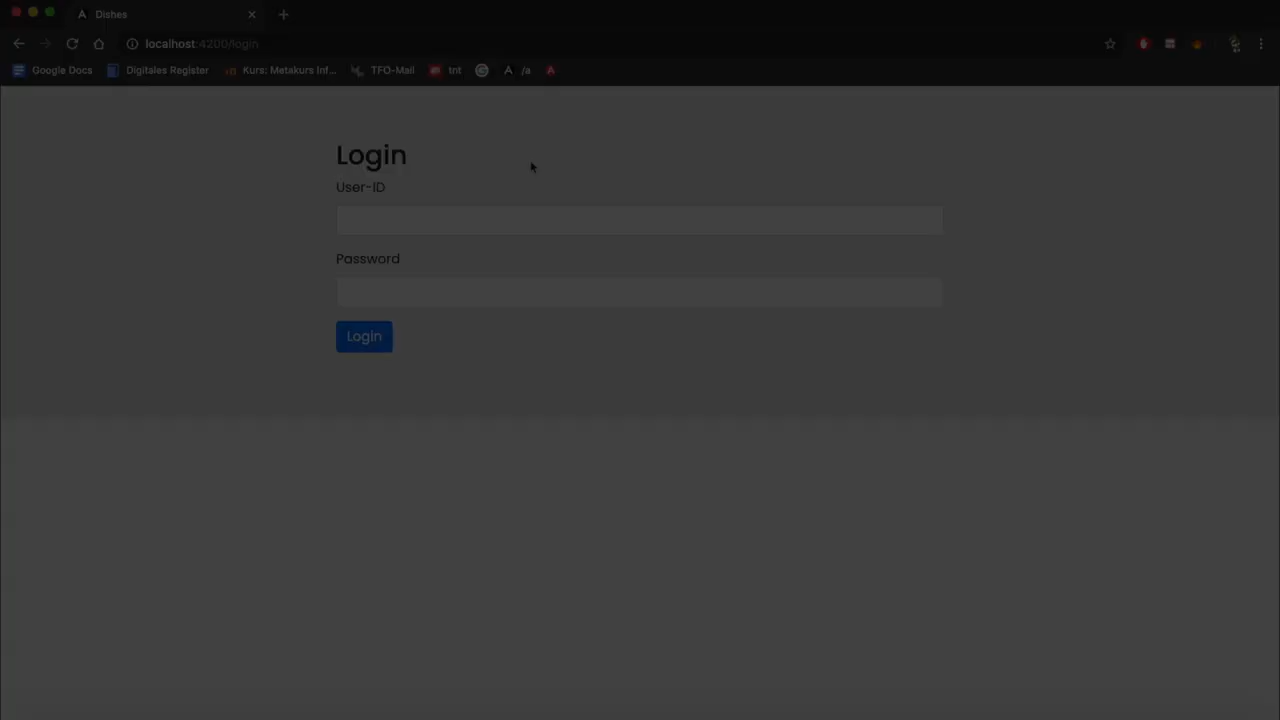 Dishes
localhost:4200/login
Google Docs Digitales Register Kurs: Metakurs Inf... TFO-Mail tnt /a
Login
User-ID
Password
Login